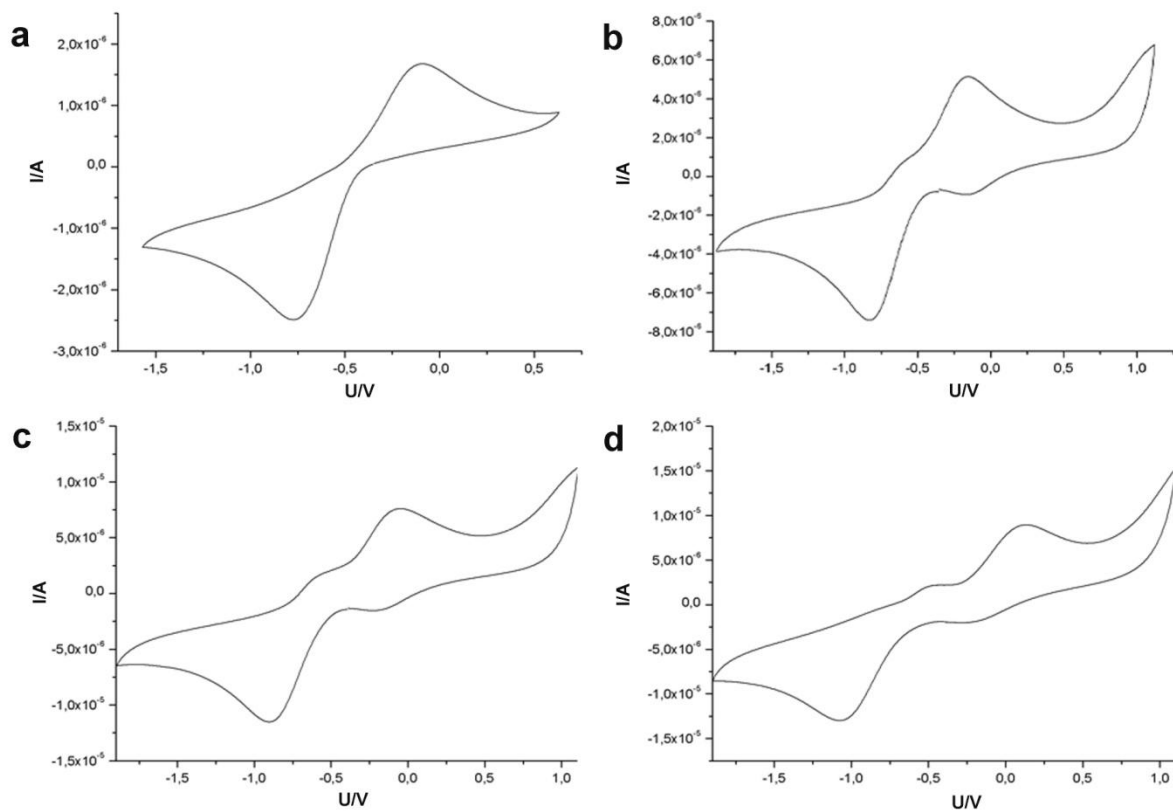 a
2,0x10⁻⁶
1,0x10⁻⁶
0,0
-1,0x10⁻⁶
-2,0x10⁻⁶
-3,0x10⁻⁶
I/A
-1,5 -1,0 -0,5 0,0 0,5
U/V
b
8,0x10⁻⁶
6,0x10⁻⁶
4,0x10⁻⁶
2,0x10⁻⁶
0,0
-2,0x10⁻⁶
-4,0x10⁻⁶
-6,0x10⁻⁶
-8,0x10⁻⁶
I/A
-1,5 -1,0 -0,5 0,0 0,5 1,0
U/V
c
1,5x10⁻⁵
1,0x10⁻⁵
5,0x10⁻⁶
0,0
-5,0x10⁻⁶
-1,0x10⁻⁵
-1,5x10⁻⁵
I/A
-1,5 -1,0 -0,5 0,0 0,5 1,0
U/V
d
2,0x10⁻⁵
1,5x10⁻⁵
1,0x10⁻⁵
5,0x10⁻⁶
0,0
-5,0x10⁻⁶
-1,0x10⁻⁵
-1,5x10⁻⁵
I/A
-1,5 -1,0 -0,5 0,0 0,5 1,0
U/V